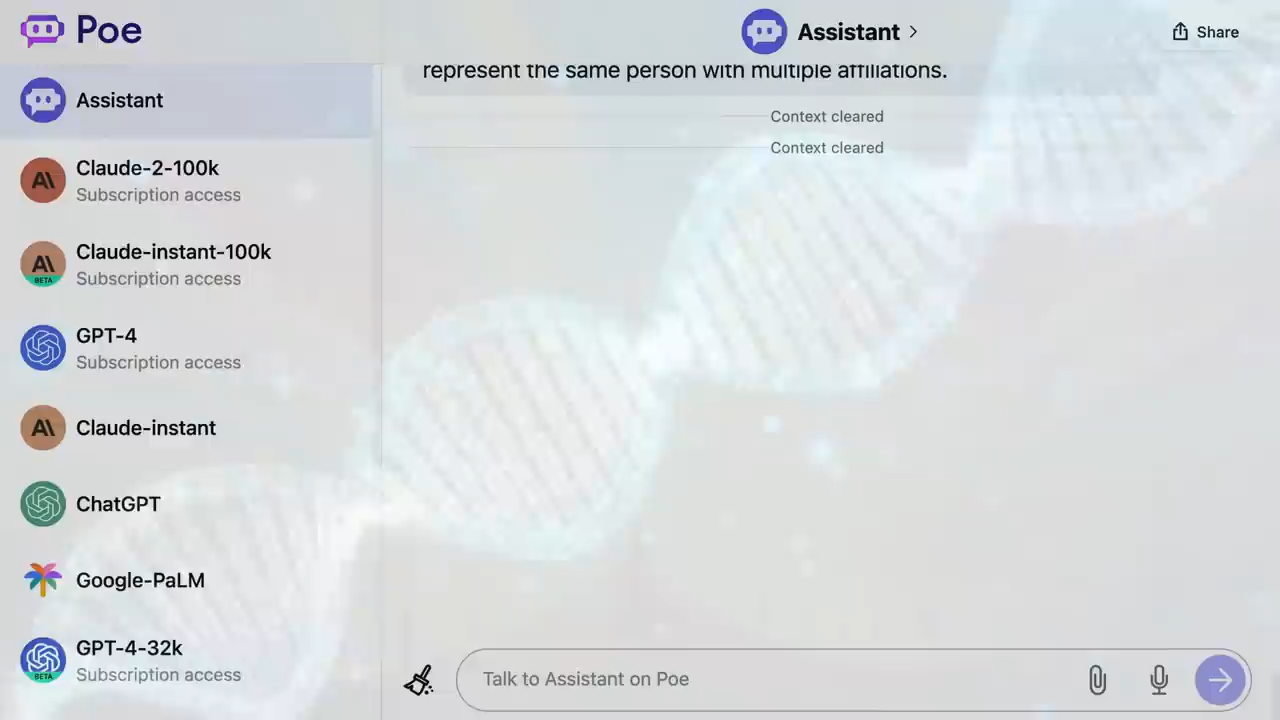 Poe
Assistant
Share
Assistant
Claude-2-100k
Subscription access
Claude-instant-100k
Subscription access
BETA
GPT-4
Subscription access
Claude-instant
ChatGPT
Google-PaLM
GPT-4-32k
Subscription access
BETA
represent the same person with multiple affiliations.
Context cleared
Context cleared
Talk to Assistant on Poe